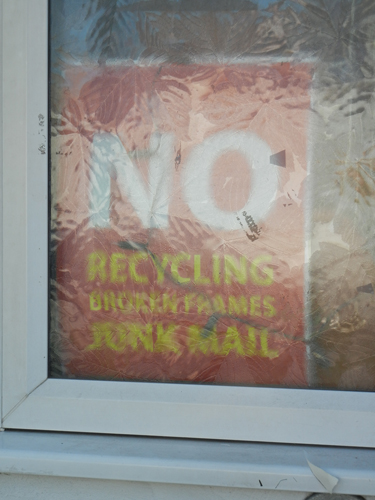 NO
RECYCLING
BROKEN FRAMES
JUNK MAIL